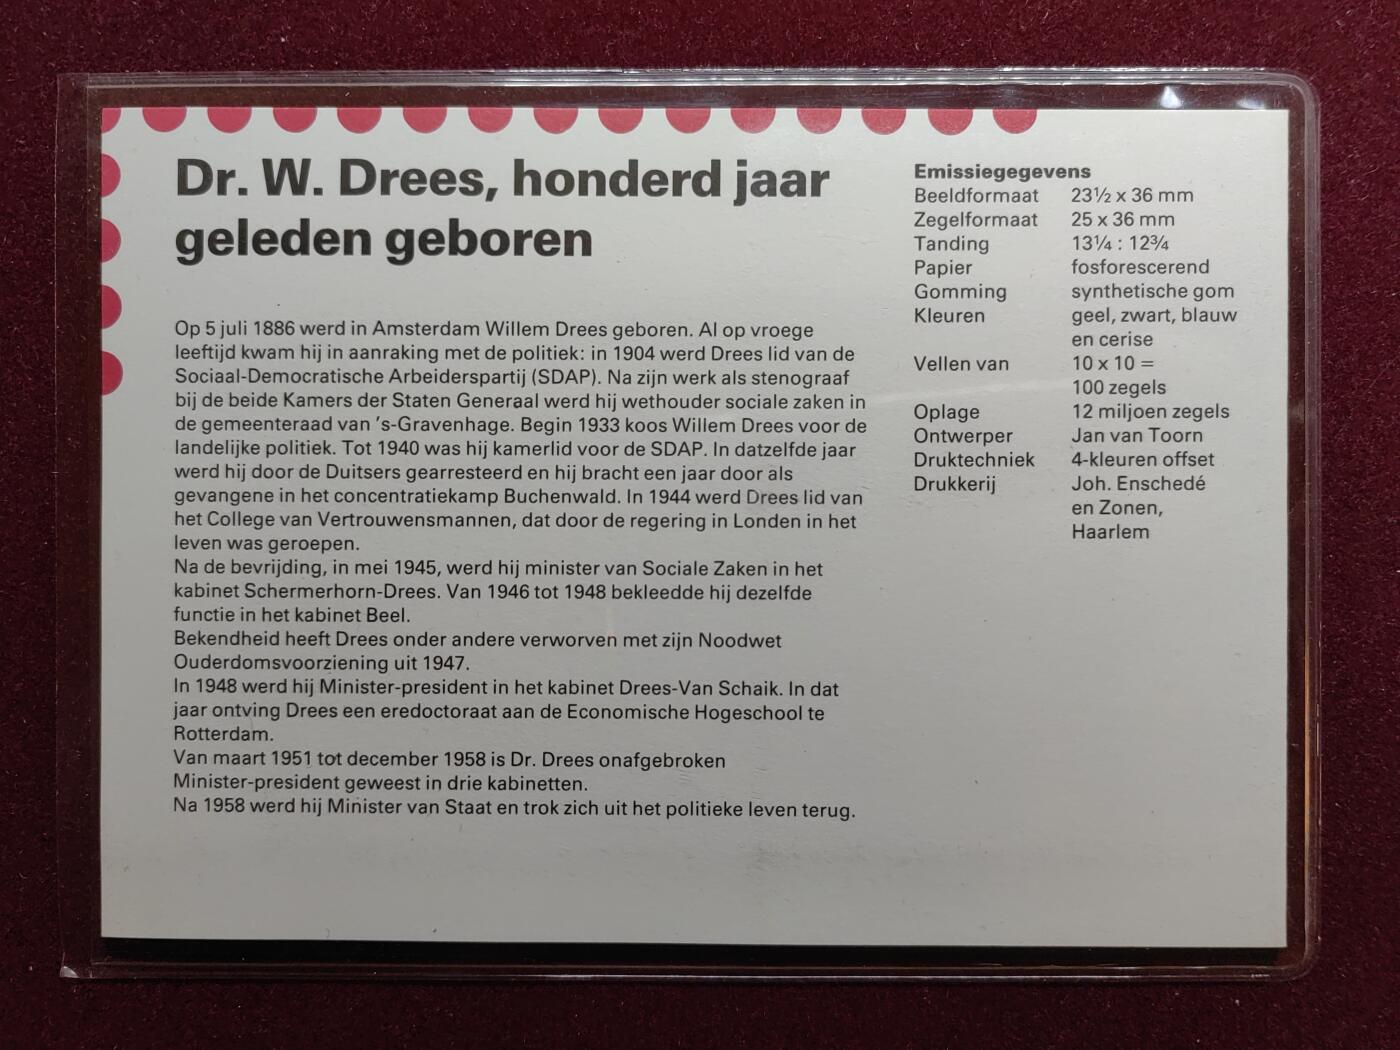 Dr. W. Drees, honderd jaar
geleden geboren
Op 5 juli 1886 werd in Amsterdam Willem Drees geboren. Al op vroege
leeftijd kwam hij in aanraking met de politiek: in 1904 werd Drees lid van de
Sociaal-Democratische Arbeiderspartij (SDAP). Na zijn werk als stenograaf
bij de beide Kamers der Staten Generaal werd hij wethouder sociale zaken in
de gemeenteraad van 's-Gravenhage. Begin 1933 koos Willem Drees voor de
landelijke politiek. Tot 1940 was hij kamerlid voor de SDAP. In datzelfde jaar
werd hij door de Duitsers gearresteerd en hij bracht een jaar door als
gevangene in het concentratiekamp Buchenwald. In 1944 werd Drees lid van
het College van Vertrouwensmannen, dat door de regering in Londen in het
leven was geroepen.
Na de bevrijding, in mei 1945, werd hij minister van Sociale Zaken in het
kabinet Schermerhorn-Drees. Van 1946 tot 1948 bekleedde hij dezelfde
functie in het kabinet Beel.
Bekendheid heeft Drees onder andere verworven met zijn Noodwet
Ouderdomsvoorziening uit 1947.
In 1948 werd hij Minister-president in het kabinet Drees-Van Schaik. In dat
jaar ontving Drees een eredoctoraat aan de Economische Hogeschool te
Rotterdam.
Van maart 1951 tot december 1958 is Dr. Drees onafgebroken
Minister-president geweest in drie kabinetten.
Na 1958 werd hij Minister van Staat en trok zich uit het politieke leven terug.
Emissiegegevens
Beeldformaat 23½ x 36 mm
Zegelformaat 25 x 36 mm
Tanding 13¼ : 12¾
Papier fosforescerend
Gomming synthetische gom
Kleuren geel, zwart, blauw
en cerise
Vellen van 10 x 10 =
100 zegels
Oplage 12 miljoen zegels
Ontwerper Jan van Toorn
Druktechniek 4-kleuren offset
Drukkerij Joh. Enschedé
en Zonen,
Haarlem